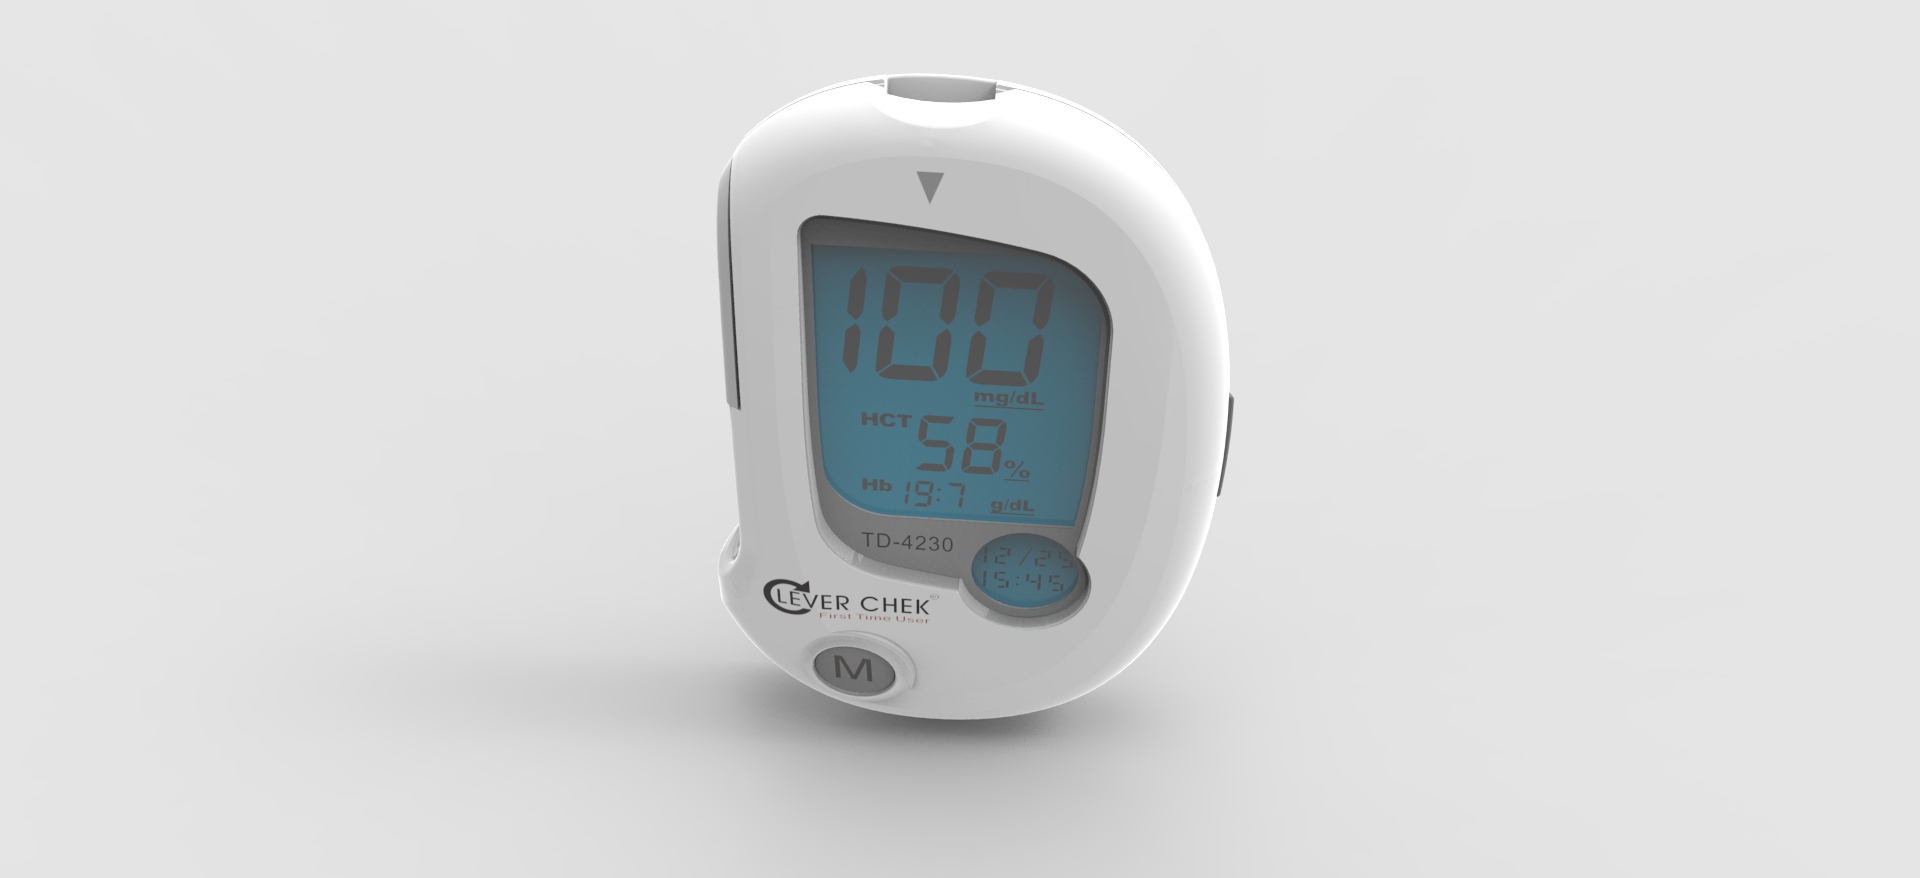 100
mg/dL
HCT 58 %
Hb 19:7 g/dL
TD-4230
12/29
15:45
CLEVER CHEK®
First Time User
M